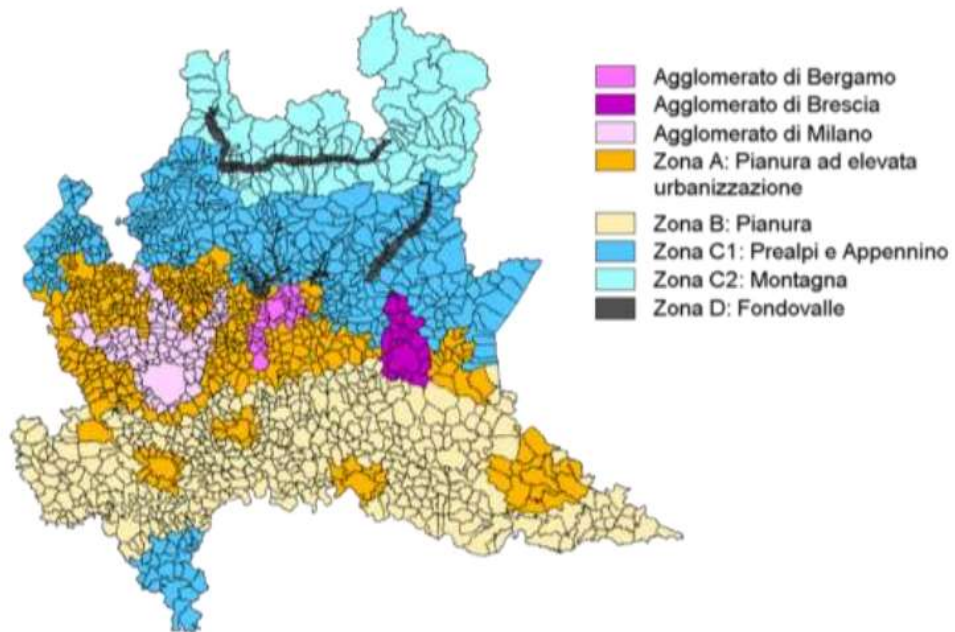 Agglomerato di Bergamo
Agglomerato di Brescia
Agglomerato di Milano
Zona A: Pianura ad elevata
urbanizzazione
Zona B: Pianura
Zona C1: Prealpi e Appennino
Zona C2: Montagna
Zona D: Fondovalle